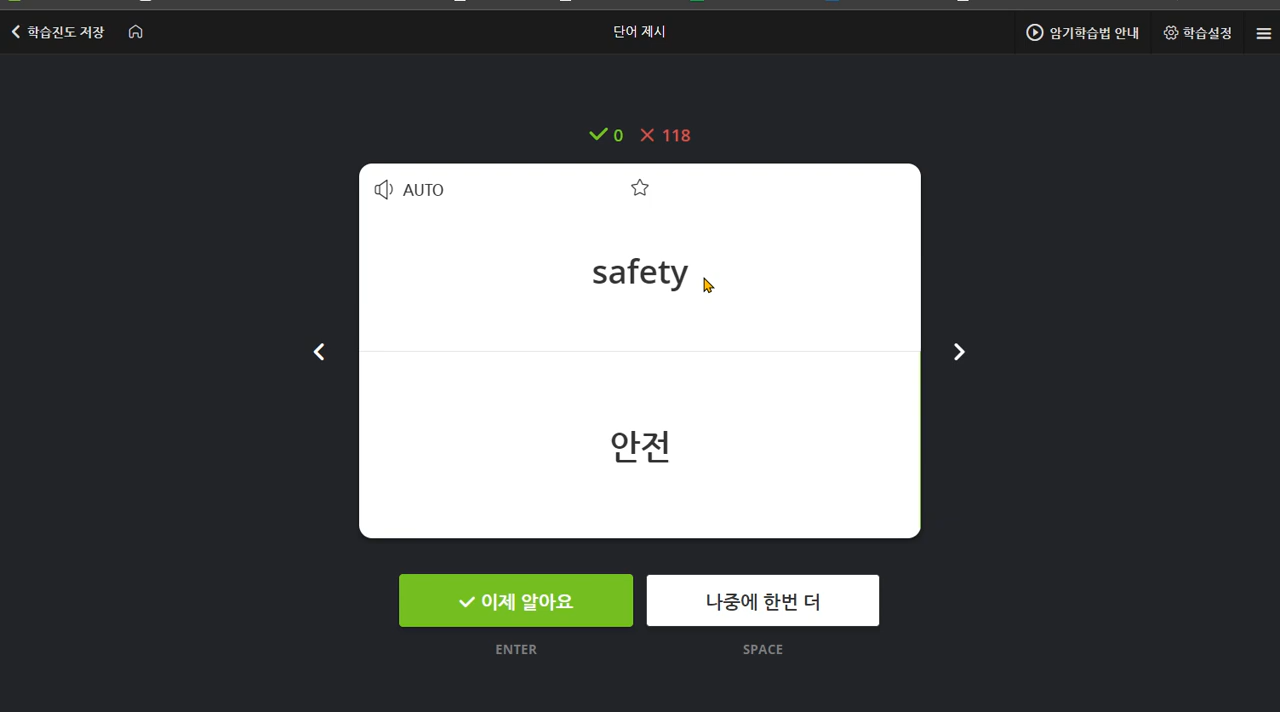 학습진도 저장
단어 제시
암기학습법 안내
학습설정
0 118
AUTO
safety
안전
이제 알아요
나중에 한번 더
ENTER
SPACE